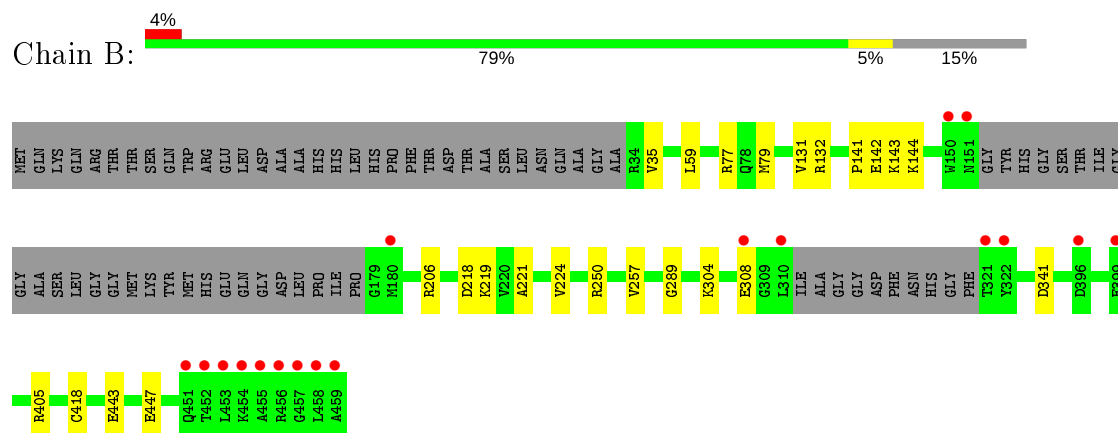 4%
Chain B:
79% 5% 15%
MET GLN LYS GLN ARG THR THR SER GLN TRP ARG GLU LEU ASP ALA ALA HIS HIS LEU HIS PRO PHE THR ASP THR ALA SER LEU ASN GLN ALA GLY ALA R34 V35 L59 R77 Q78 M79 V131 R132 P141 E142 K143 K144 W150 N151 GLY TYR HIS GLY SER THR ILE GLY
GLY ALA SER LEU GLY GLY MET LYS TYR MET HIS GLU GLN GLY ASP LEU PRO ILE PRO G179 M180 R206 D218 K219 V220 A221 V224 R250 V257 G289 K304 E308 G309 L310 ILE ALA GLY GLY ASP PHE ASN HIS GLY PHE T321 Y322 D341 D396
R405 C418 E443 E447 Q451 T452 L453 K454 A455 R456 G457 L458 A459